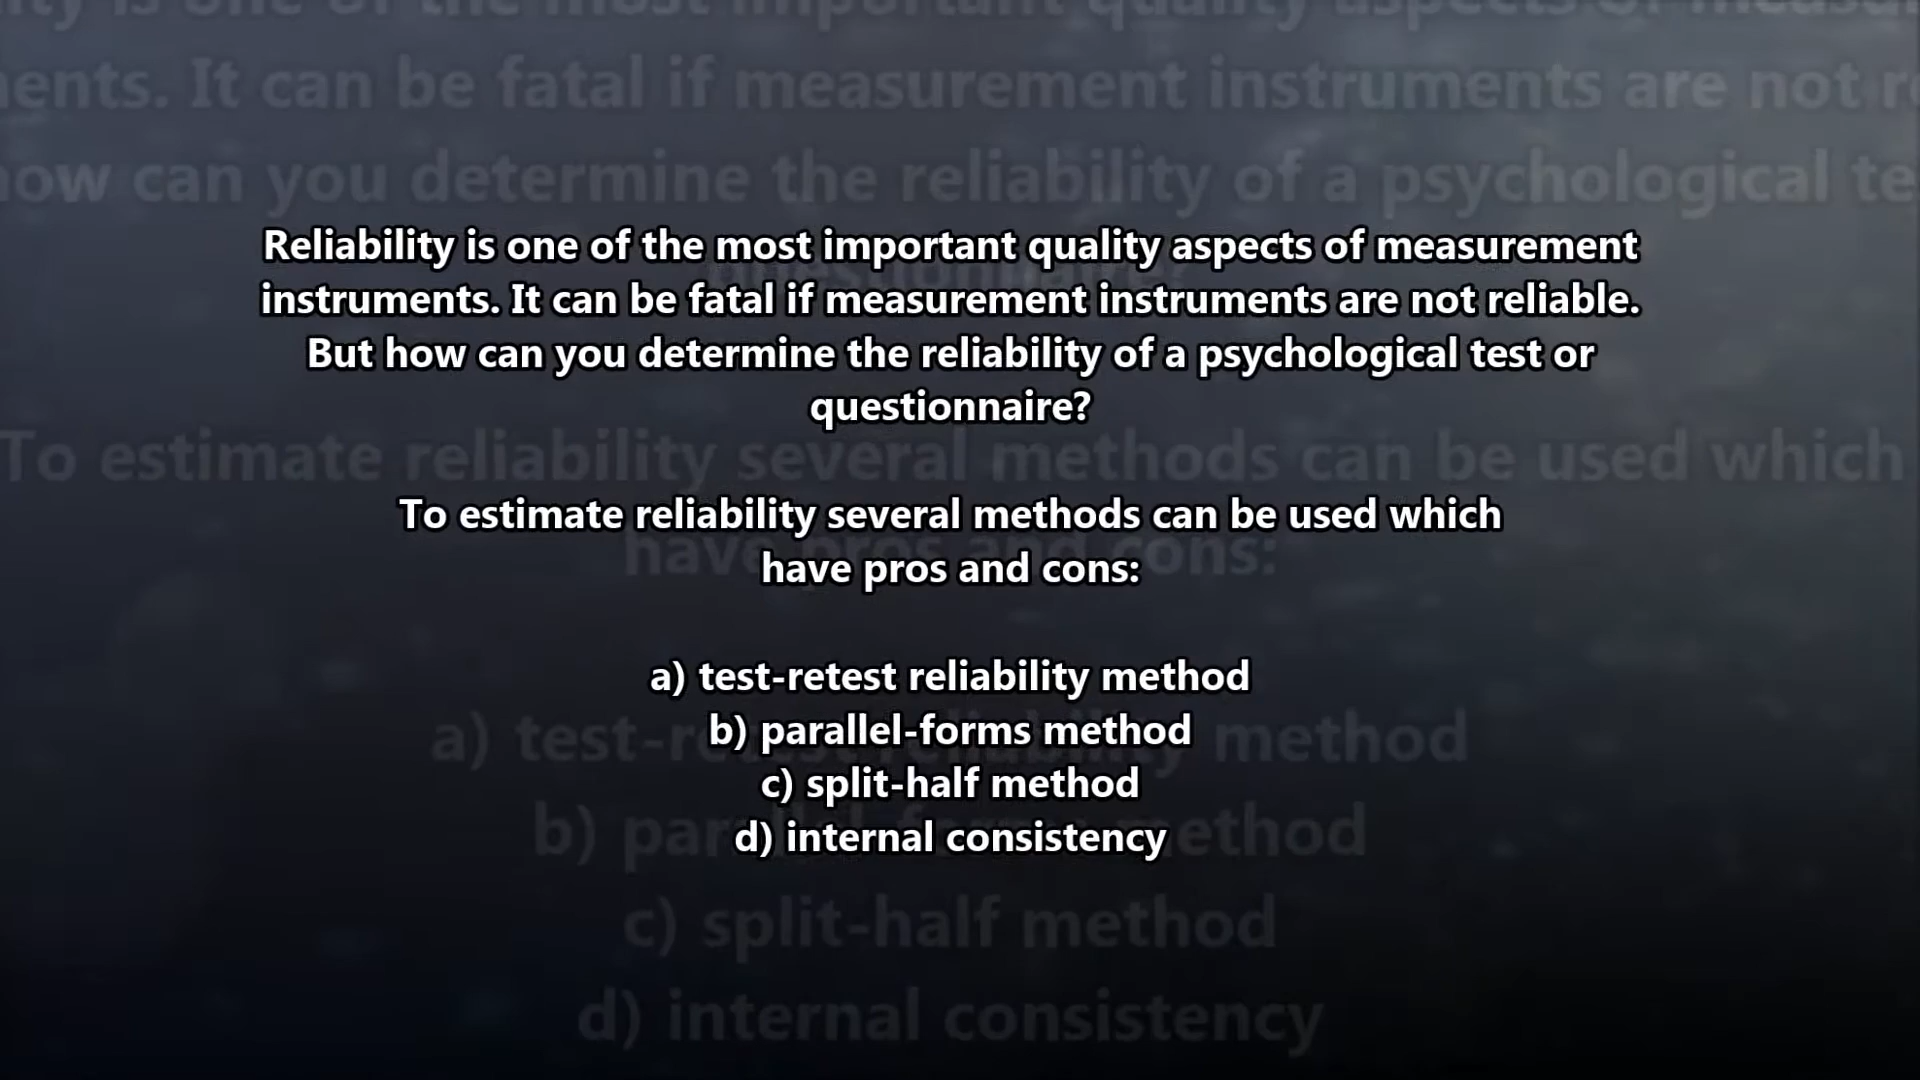 Reliability is one of the most important quality aspects of measurement
instruments. It can be fatal if measurement instruments are not reliable.
But how can you determine the reliability of a psychological test or
questionnaire?
To estimate reliability several methods can be used which
have pros and cons:
a) test-retest reliability method
b) parallel-forms method
c) split-half method
d) internal consistency